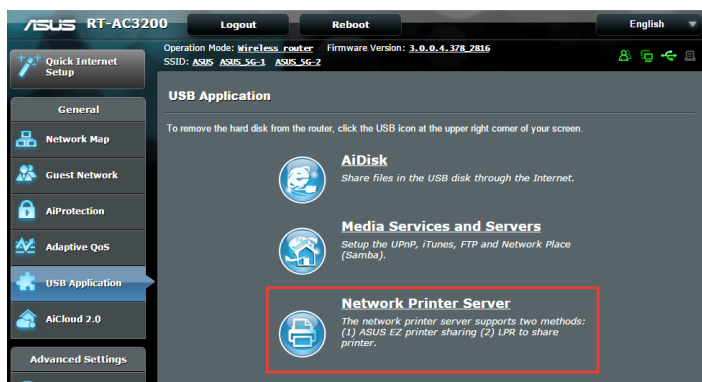 ASUS RT-AC3200 Logout Reboot English
Operation Mode: Wireless router Firmware Version: 3.0.0.4.378_2816
SSID: ASUS ASUS_5G-1 ASUS_5G-2
Quick Internet
Setup
General
Network Map
Guest Network
AiProtection
Adaptive QoS
USB Application
AiCloud 2.0
Advanced Settings
USB Application
To remove the hard disk from the router, click the USB icon at the upper right corner of your screen.
AiDisk
Share files in the USB disk through the Internet.
Media Services and Servers
Setup the UPnP, iTunes, FTP and Network Place
(Samba).
Network Printer Server
The network printer server supports two methods:
(1) ASUS EZ printer sharing (2) LPR to share
printer.